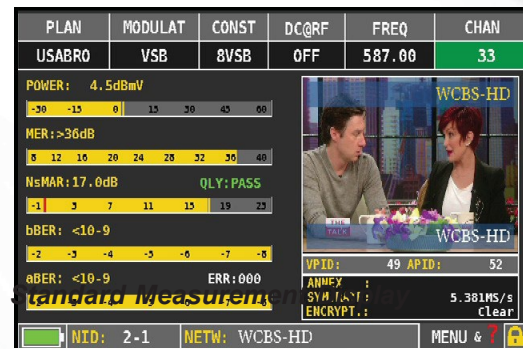 PLAN MODULAT CONST DC@RF FREQ CHAN
USABRO VSB 8VSB OFF 587.00 33
POWER: 4.5dBmV
-30 -15 0 15 30 45 60
MER:>36dB
8 12 16 20 24 28 32 36 40
NsMAR:17.0dB QLY:PASS
-1 3 7 11 15 19 23
bBER: <10-9
-2 -3 -4 -5 -6 -7 -8
aBER: <10-9 ERR:000
Standard Measurement Display
WCBS-HD
THE
TALK
WCBS-HD
VPID: 49 APID: 52
ANNEX :
SYM.RAT.: 5.381MS/s
ENCRYPT.: Clear
NID: 2-1 NETW: WCBS-HD MENU & ?